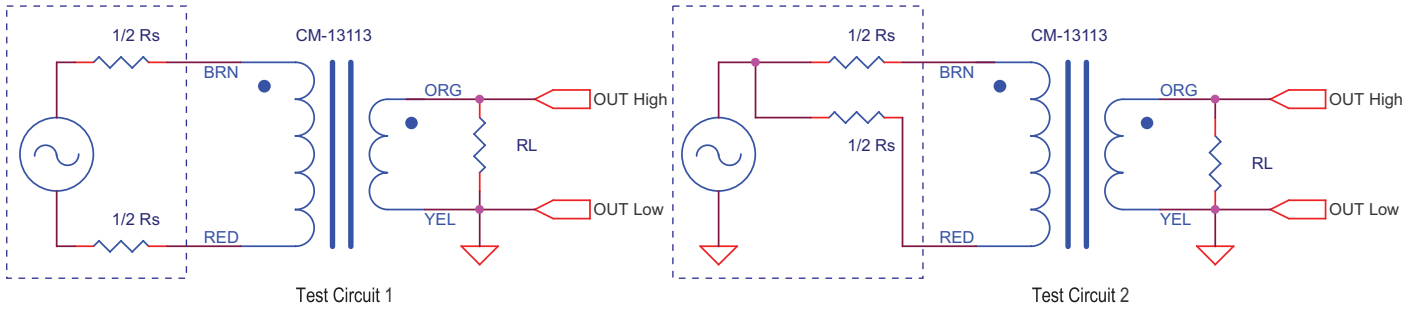 1/2 Rs
CM-13113
BRN
ORG
OUT High
RL
1/2 Rs
RED
YEL
OUT Low
Test Circuit 1
1/2 Rs
CM-13113
BRN
ORG
OUT High
1/2 Rs
RL
RED
YEL
OUT Low
Test Circuit 2